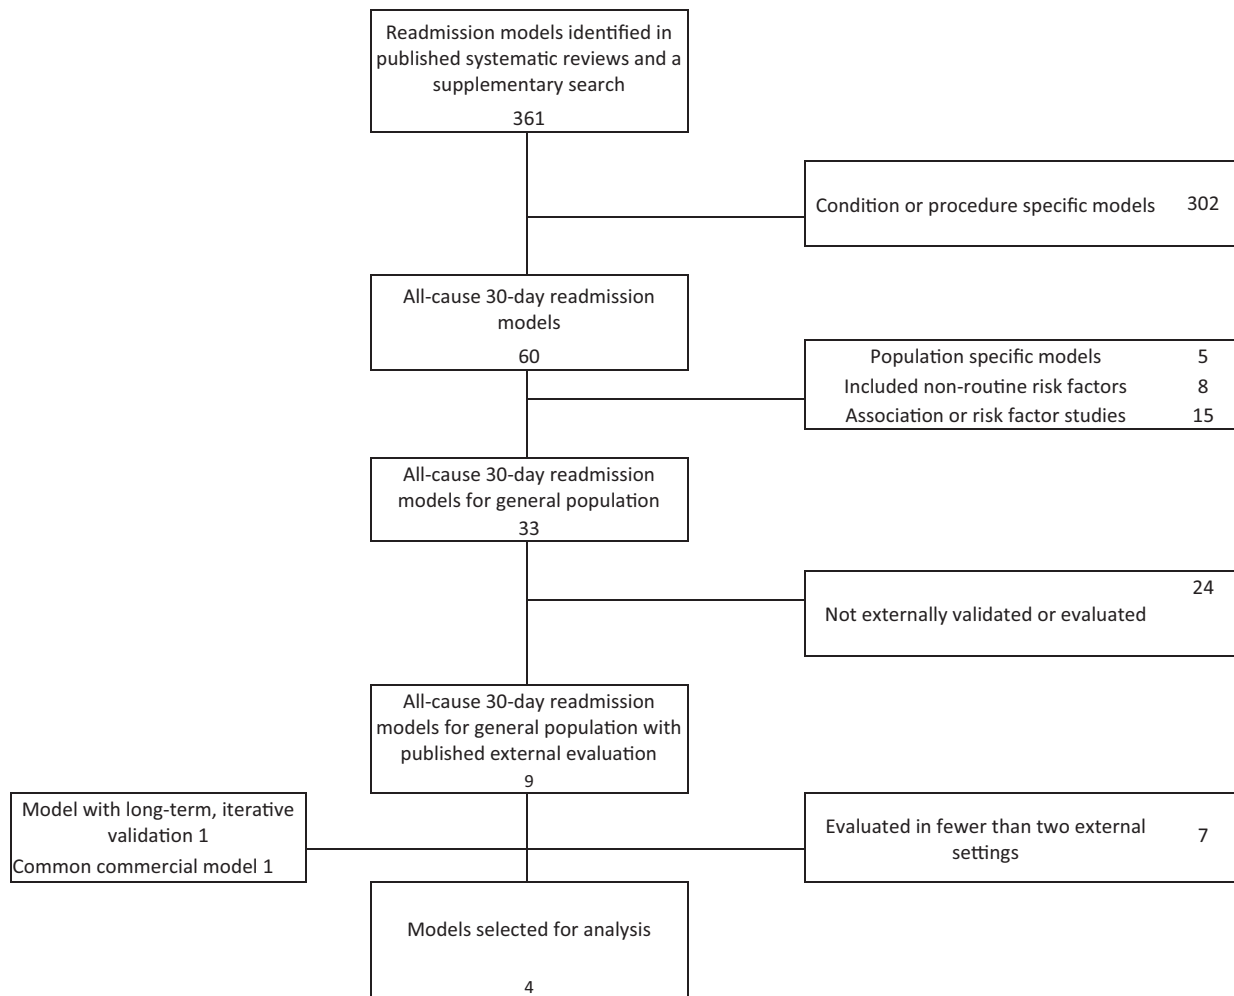 Readmission models identified in
published systematic reviews and a
supplementary search
361
Condition or procedure specific models 302
All-cause 30-day readmission
models
60
Population specific models 5
Included non-routine risk factors 8
Association or risk factor studies 15
All-cause 30-day readmission
models for general population
33
24
Not externally validated or evaluated
All-cause 30-day readmission
models for general population with
published external evaluation
9
Model with long-term, iterative
validation 1
Common commercial model 1
Evaluated in fewer than two external
settings
7
Models selected for analysis
4